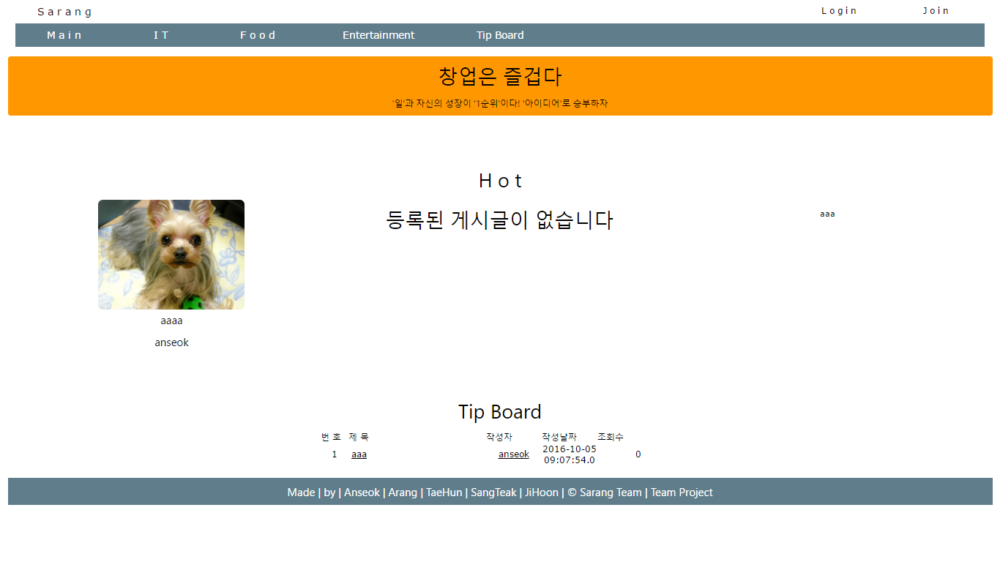 Sarang Login Join
Main IT Food Entertainment Tip Board
창업은 즐겁다
'일'과 자신의 성장이 '1순위'이다! '아이디어'로 승부하자
Hot
등록된 게시글이 없습니다
aaa
aaaa
anseok
Tip Board
번 호 제 목 작성자 작성날짜 조회수
1 aaa anseok 2016-10-05 09:07:54.0 0
Made | by | Anseok | Arang | TaeHun | SangTeak | JiHoon | © Sarang Team | Team Project